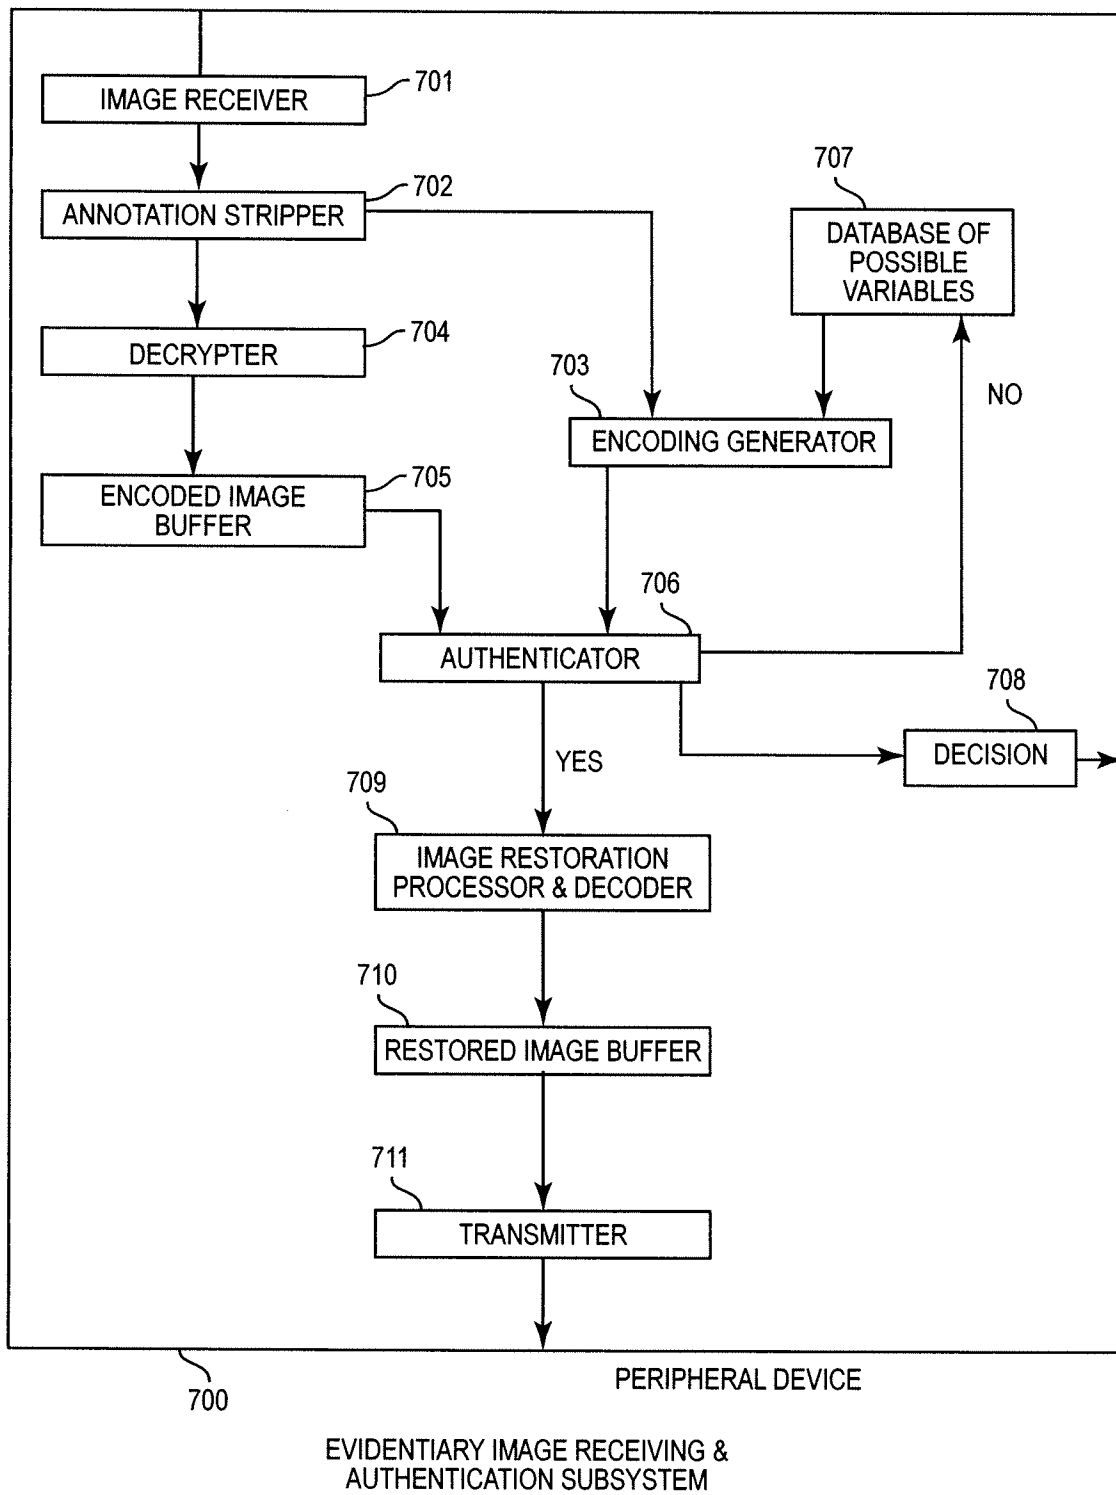 IMAGE RECEIVER
701
ANNOTATION STRIPPER
702
707
DATABASE OF
POSSIBLE
VARIABLES
DECRYPTER
704
703
NO
ENCODING GENERATOR
ENCODED IMAGE
BUFFER
705
706
AUTHENTICATOR
708
DECISION
YES
709
IMAGE RESTORATION
PROCESSOR & DECODER
710
RESTORED IMAGE BUFFER
711
TRANSMITTER
700
PERIPHERAL DEVICE
EVIDENTIARY IMAGE RECEIVING &
AUTHENTICATION SUBSYSTEM